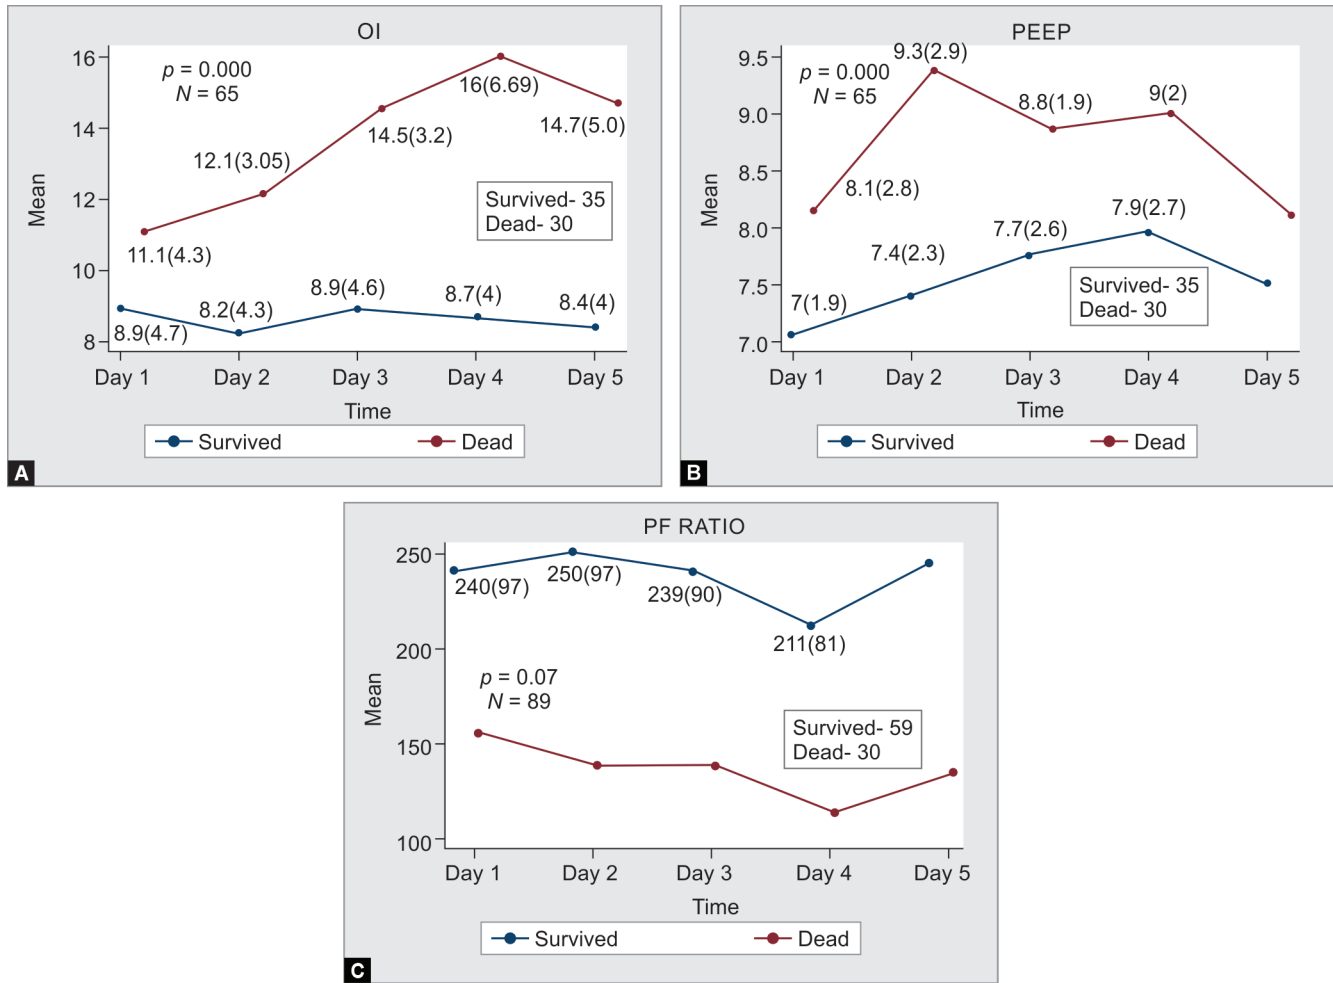 OI
p = 0.000
N = 65
16
14
12
10
8
Mean
11.1(4.3)
12.1(3.05)
14.5(3.2)
16(6.69)
14.7(5.0)
Survived- 35
Dead- 30
8.9(4.7)
8.2(4.3)
8.9(4.6)
8.7(4)
8.4(4)
Day 1 Day 2 Day 3 Day 4 Day 5
Time
Survived Dead
A
PEEP
p = 0.000
N = 65
9.5
9.0
8.5
8.0
7.5
7.0
Mean
8.1(2.8)
9.3(2.9)
8.8(1.9)
9(2)
7(1.9)
7.4(2.3)
7.7(2.6)
7.9(2.7)
Survived- 35
Dead- 30
Day 1 Day 2 Day 3 Day 4 Day 5
Time
Survived Dead
B
PF RATIO
250
200
150
100
Mean
240(97)
250(97)
239(90)
211(81)
p = 0.07
N = 89
Survived- 59
Dead- 30
Day 1 Day 2 Day 3 Day 4 Day 5
Time
Survived Dead
C